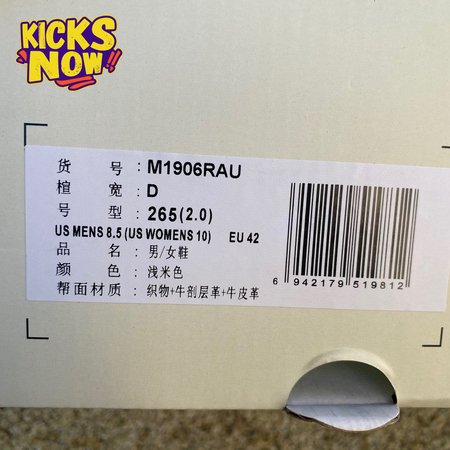 KICKS
NOW!
货 号 : M1906RAU
楦 宽 : D
号 型 : 265(2.0)
US MENS 8.5 (US WOMENS 10) EU 42
品 名 : 男/女鞋
颜 色 : 浅米色
帮面材质 : 织物+牛剖层革+牛皮革
6 942179 519812